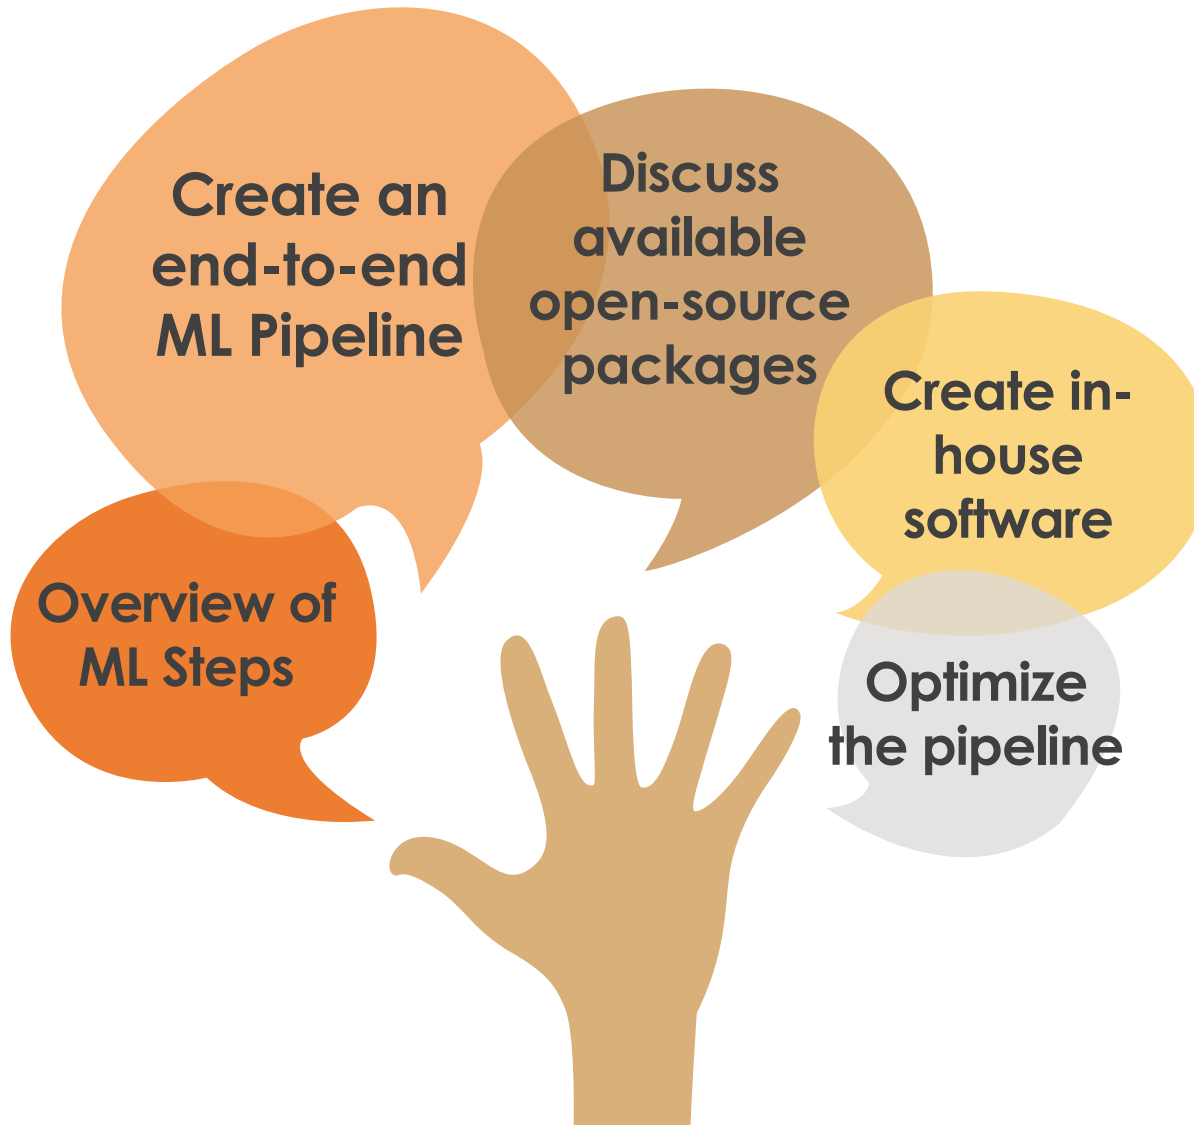 Create an
end-to-end
ML Pipeline
Discuss
available
open-source
packages
Create in-
house
software
Overview of
ML Steps
Optimize
the pipeline